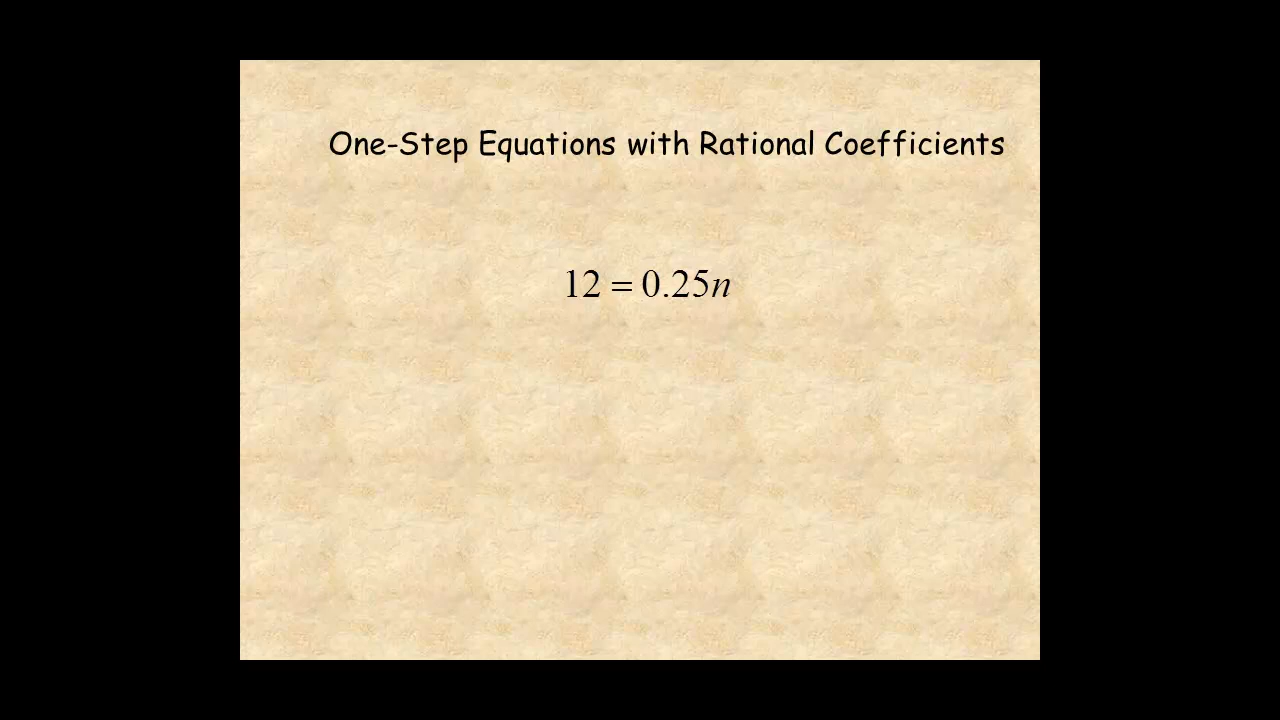 One-Step Equations with Rational Coefficients
12 = 0.25n